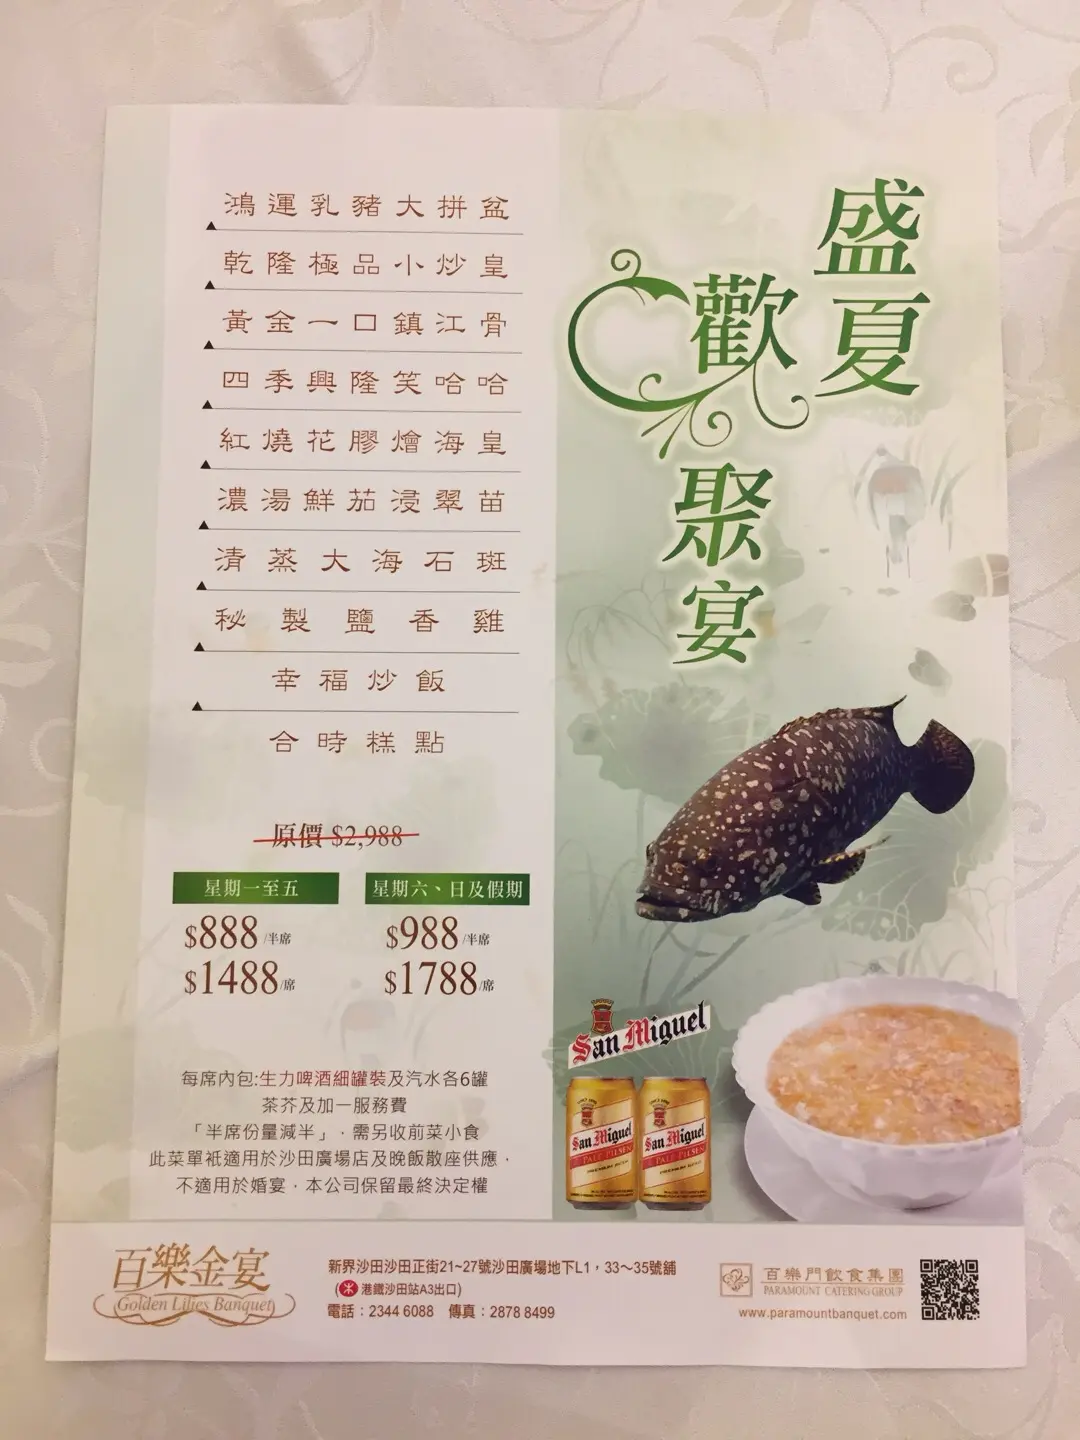 盛夏
歡聚宴
鴻運乳豬大拼盆
乾隆極品小炒皇
黃金一口鎮江骨
四季興隆笑哈哈
紅燒花膠燴海皇
濃湯鮮茄浸翠苗
清蒸大海石斑
秘製鹽香雞
幸福炒飯
合時糕點
原價 $2,988
星期一至五
$888/半席
$1488/席
星期六、日及假期
$988/半席
$1788/席
每席內包:生力啤酒細罐裝及汽水各6罐
茶芥及加一服務費
「半席份量減半」，需另收前菜小食
此菜單衹適用於沙田廣場店及晚飯散座供應，
不適用於婚宴，本公司保留最終決定權
San Miguel
San Miguel
PALE PILSEN
San Miguel
PALE PILSEN
百樂金宴
Golden Lilies Banquet
新界沙田沙田正街21~27號沙田廣場地下L1，33～35號舖
(港鐵沙田站A3出口)
電話：2344 6088 傳真：2878 8499
百樂門飲食集團
PARAMOUNT CATERING GROUP
www.paramountbanquet.com